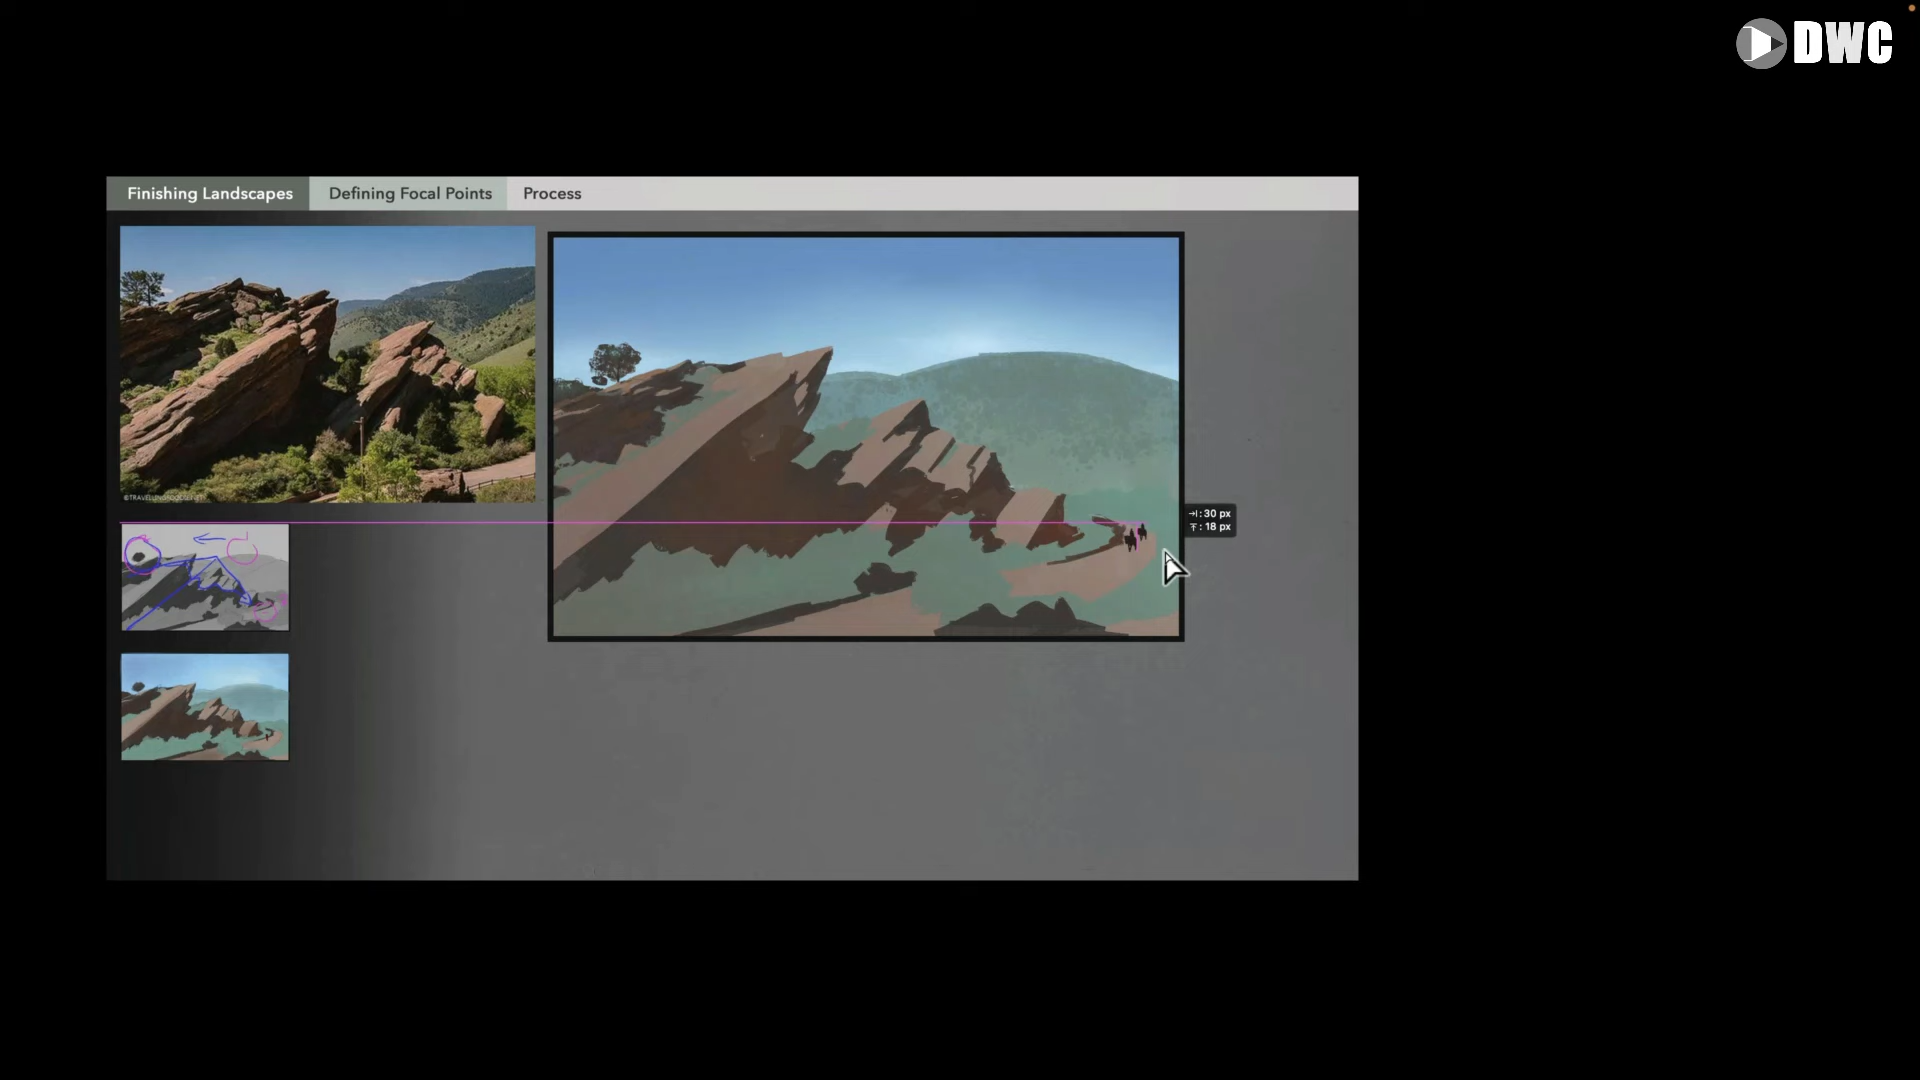 DWC
Finishing Landscapes
Defining Focal Points
Process
→|: 30 px
⤒: 18 px